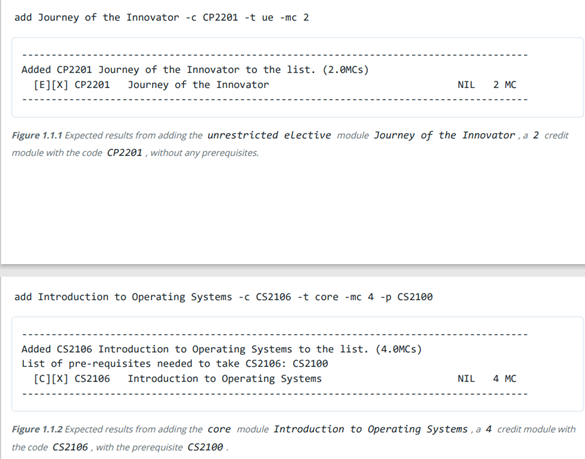 add Journey of the Innovator -c CP2201 -t ue -mc 2
--------------------------------------------------------------------------------
Added CP2201 Journey of the Innovator to the list. (2.0MCs)
[E][X] CP2201 Journey of the Innovator NIL 2 MC
--------------------------------------------------------------------------------
Figure 1.1.1 Expected results from adding the unrestricted elective module Journey of the Innovator , a 2 credit
module with the code CP2201 , without any prerequisites.
add Introduction to Operating Systems -c CS2106 -t core -mc 4 -p CS2100
--------------------------------------------------------------------------------
Added CS2106 Introduction to Operating Systems to the list. (4.0MCs)
List of pre-requisites needed to take CS2106: CS2100
[C][X] CS2106 Introduction to Operating Systems NIL 4 MC
--------------------------------------------------------------------------------
Figure 1.1.2 Expected results from adding the core module Introduction to Operating Systems , a 4 credit module with
the code CS2106 , with the prerequisite CS2100 .